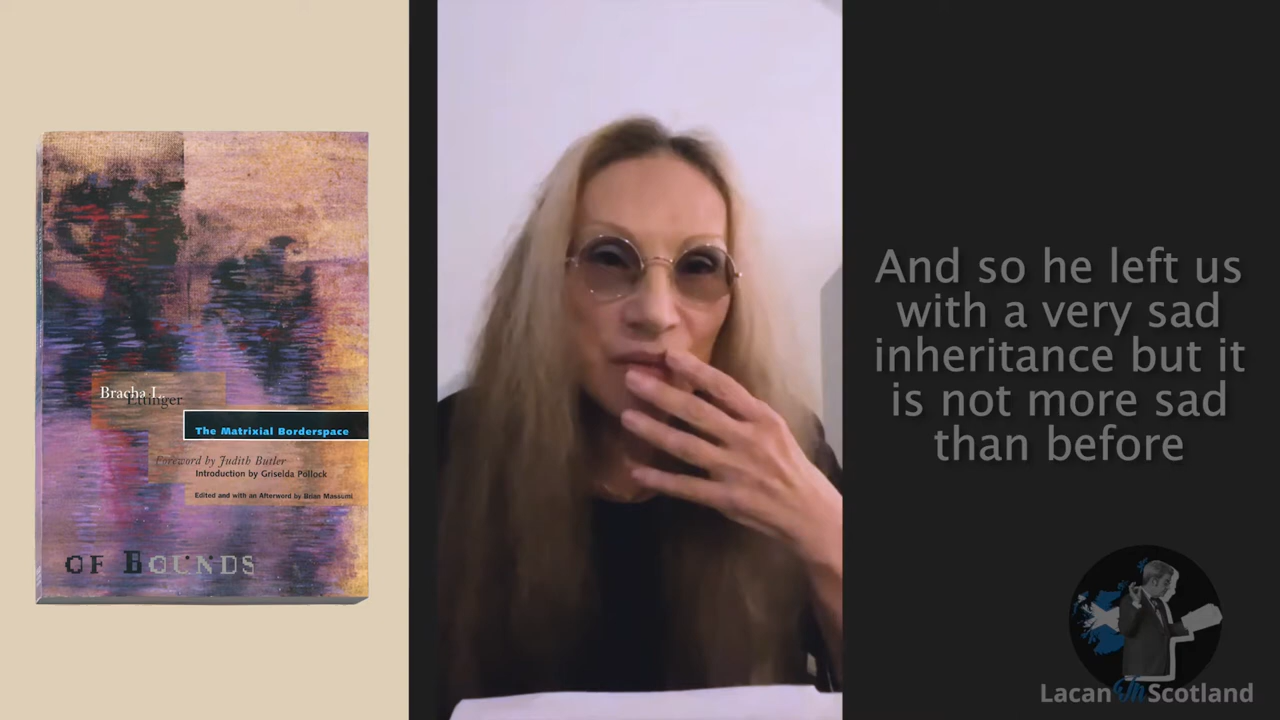 Bracha L.
Ettinger
The Matrixial Borderspace
Foreword by Judith Butler
Introduction by Griselda Pollock
Edited and with an Afterword by Brian Massumi
OF BOUNDS
And so he left us
with a very sad
inheritance but it
is not more sad
than before
Lacan in Scotland